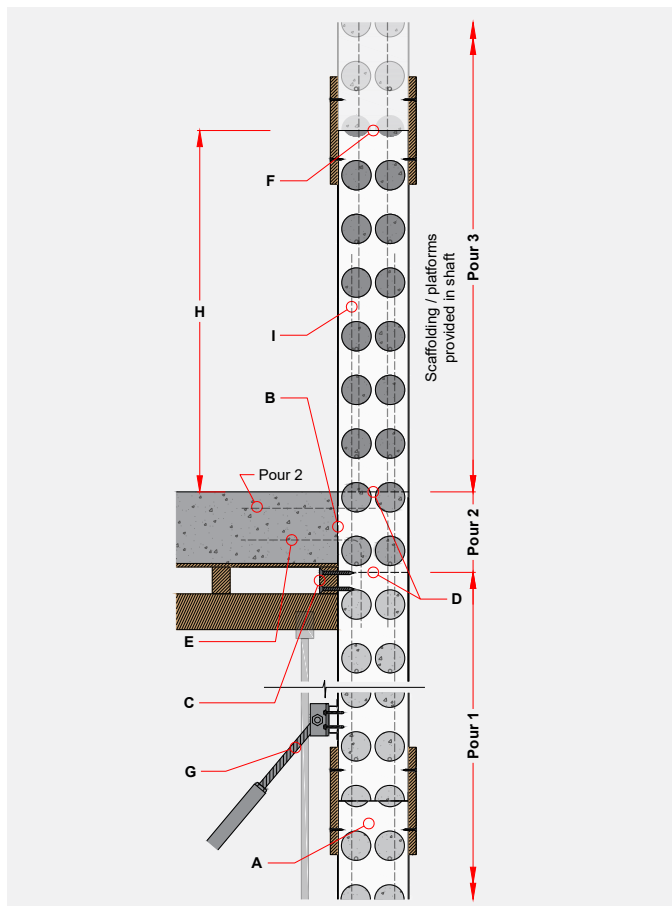 F
H
Scaffolding / platforms
provided in shaft
Pour 3
I
B
Pour 2
Pour 2
D
E
C
Pour 1
G
A